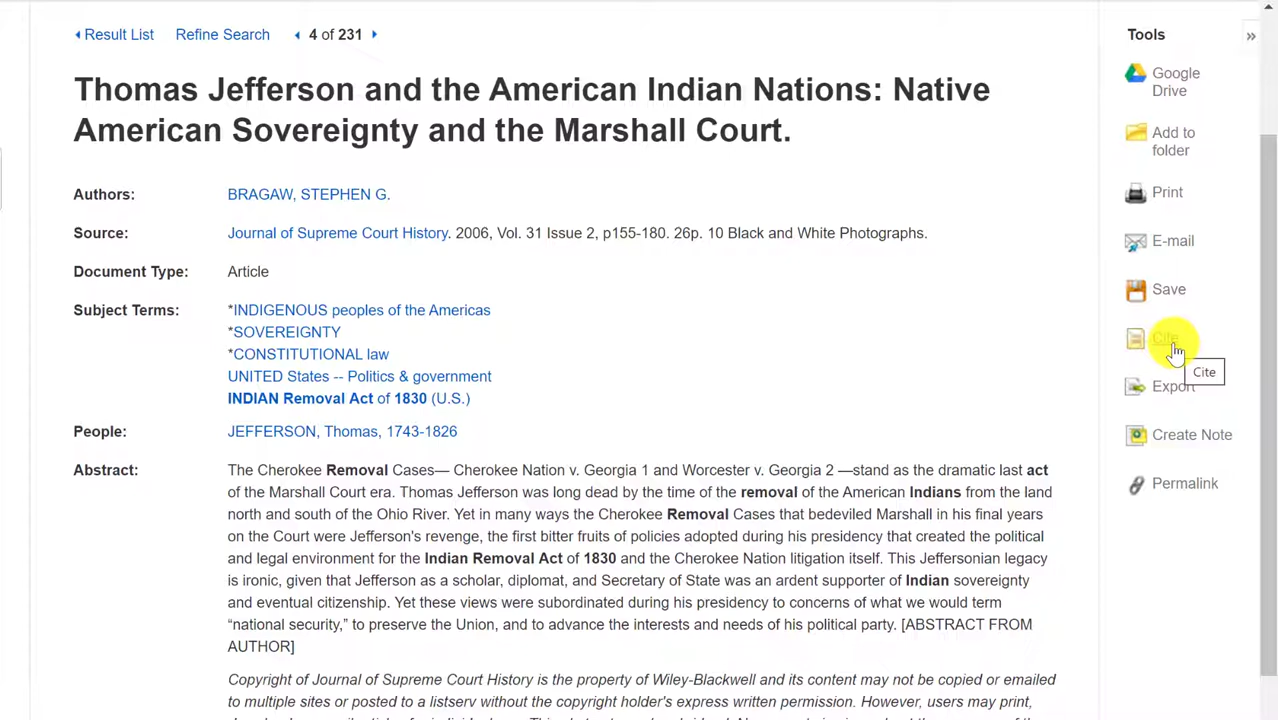 Result List Refine Search 4 of 231
Thomas Jefferson and the American Indian Nations: Native
American Sovereignty and the Marshall Court.
Authors: BRAGAW, STEPHEN G.
Source: Journal of Supreme Court History. 2006, Vol. 31 Issue 2, p155-180. 26p. 10 Black and White Photographs.
Document Type: Article
Subject Terms: *INDIGENOUS peoples of the Americas
*SOVEREIGNTY
*CONSTITUTIONAL law
UNITED States -- Politics & government
INDIAN Removal Act of 1830 (U.S.)
People: JEFFERSON, Thomas, 1743-1826
Abstract: The Cherokee Removal Cases— Cherokee Nation v. Georgia 1 and Worcester v. Georgia 2 —stand as the dramatic last act
of the Marshall Court era. Thomas Jefferson was long dead by the time of the removal of the American Indians from the land
north and south of the Ohio River. Yet in many ways the Cherokee Removal Cases that bedeviled Marshall in his final years
on the Court were Jefferson's revenge, the first bitter fruits of policies adopted during his presidency that created the political
and legal environment for the Indian Removal Act of 1830 and the Cherokee Nation litigation itself. This Jeffersonian legacy
is ironic, given that Jefferson as a scholar, diplomat, and Secretary of State was an ardent supporter of Indian sovereignty
and eventual citizenship. Yet these views were subordinated during his presidency to concerns of what we would term
“national security,” to preserve the Union, and to advance the interests and needs of his political party. [ABSTRACT FROM
AUTHOR]
Copyright of Journal of Supreme Court History is the property of Wiley-Blackwell and its content may not be copied or emailed
to multiple sites or posted to a listserv without the copyright holder's express written permission. However, users may print,
Tools »
Google
Drive
Add to
folder
Print
E-mail
Save
Cite
Cite
Export
Create Note
Permalink